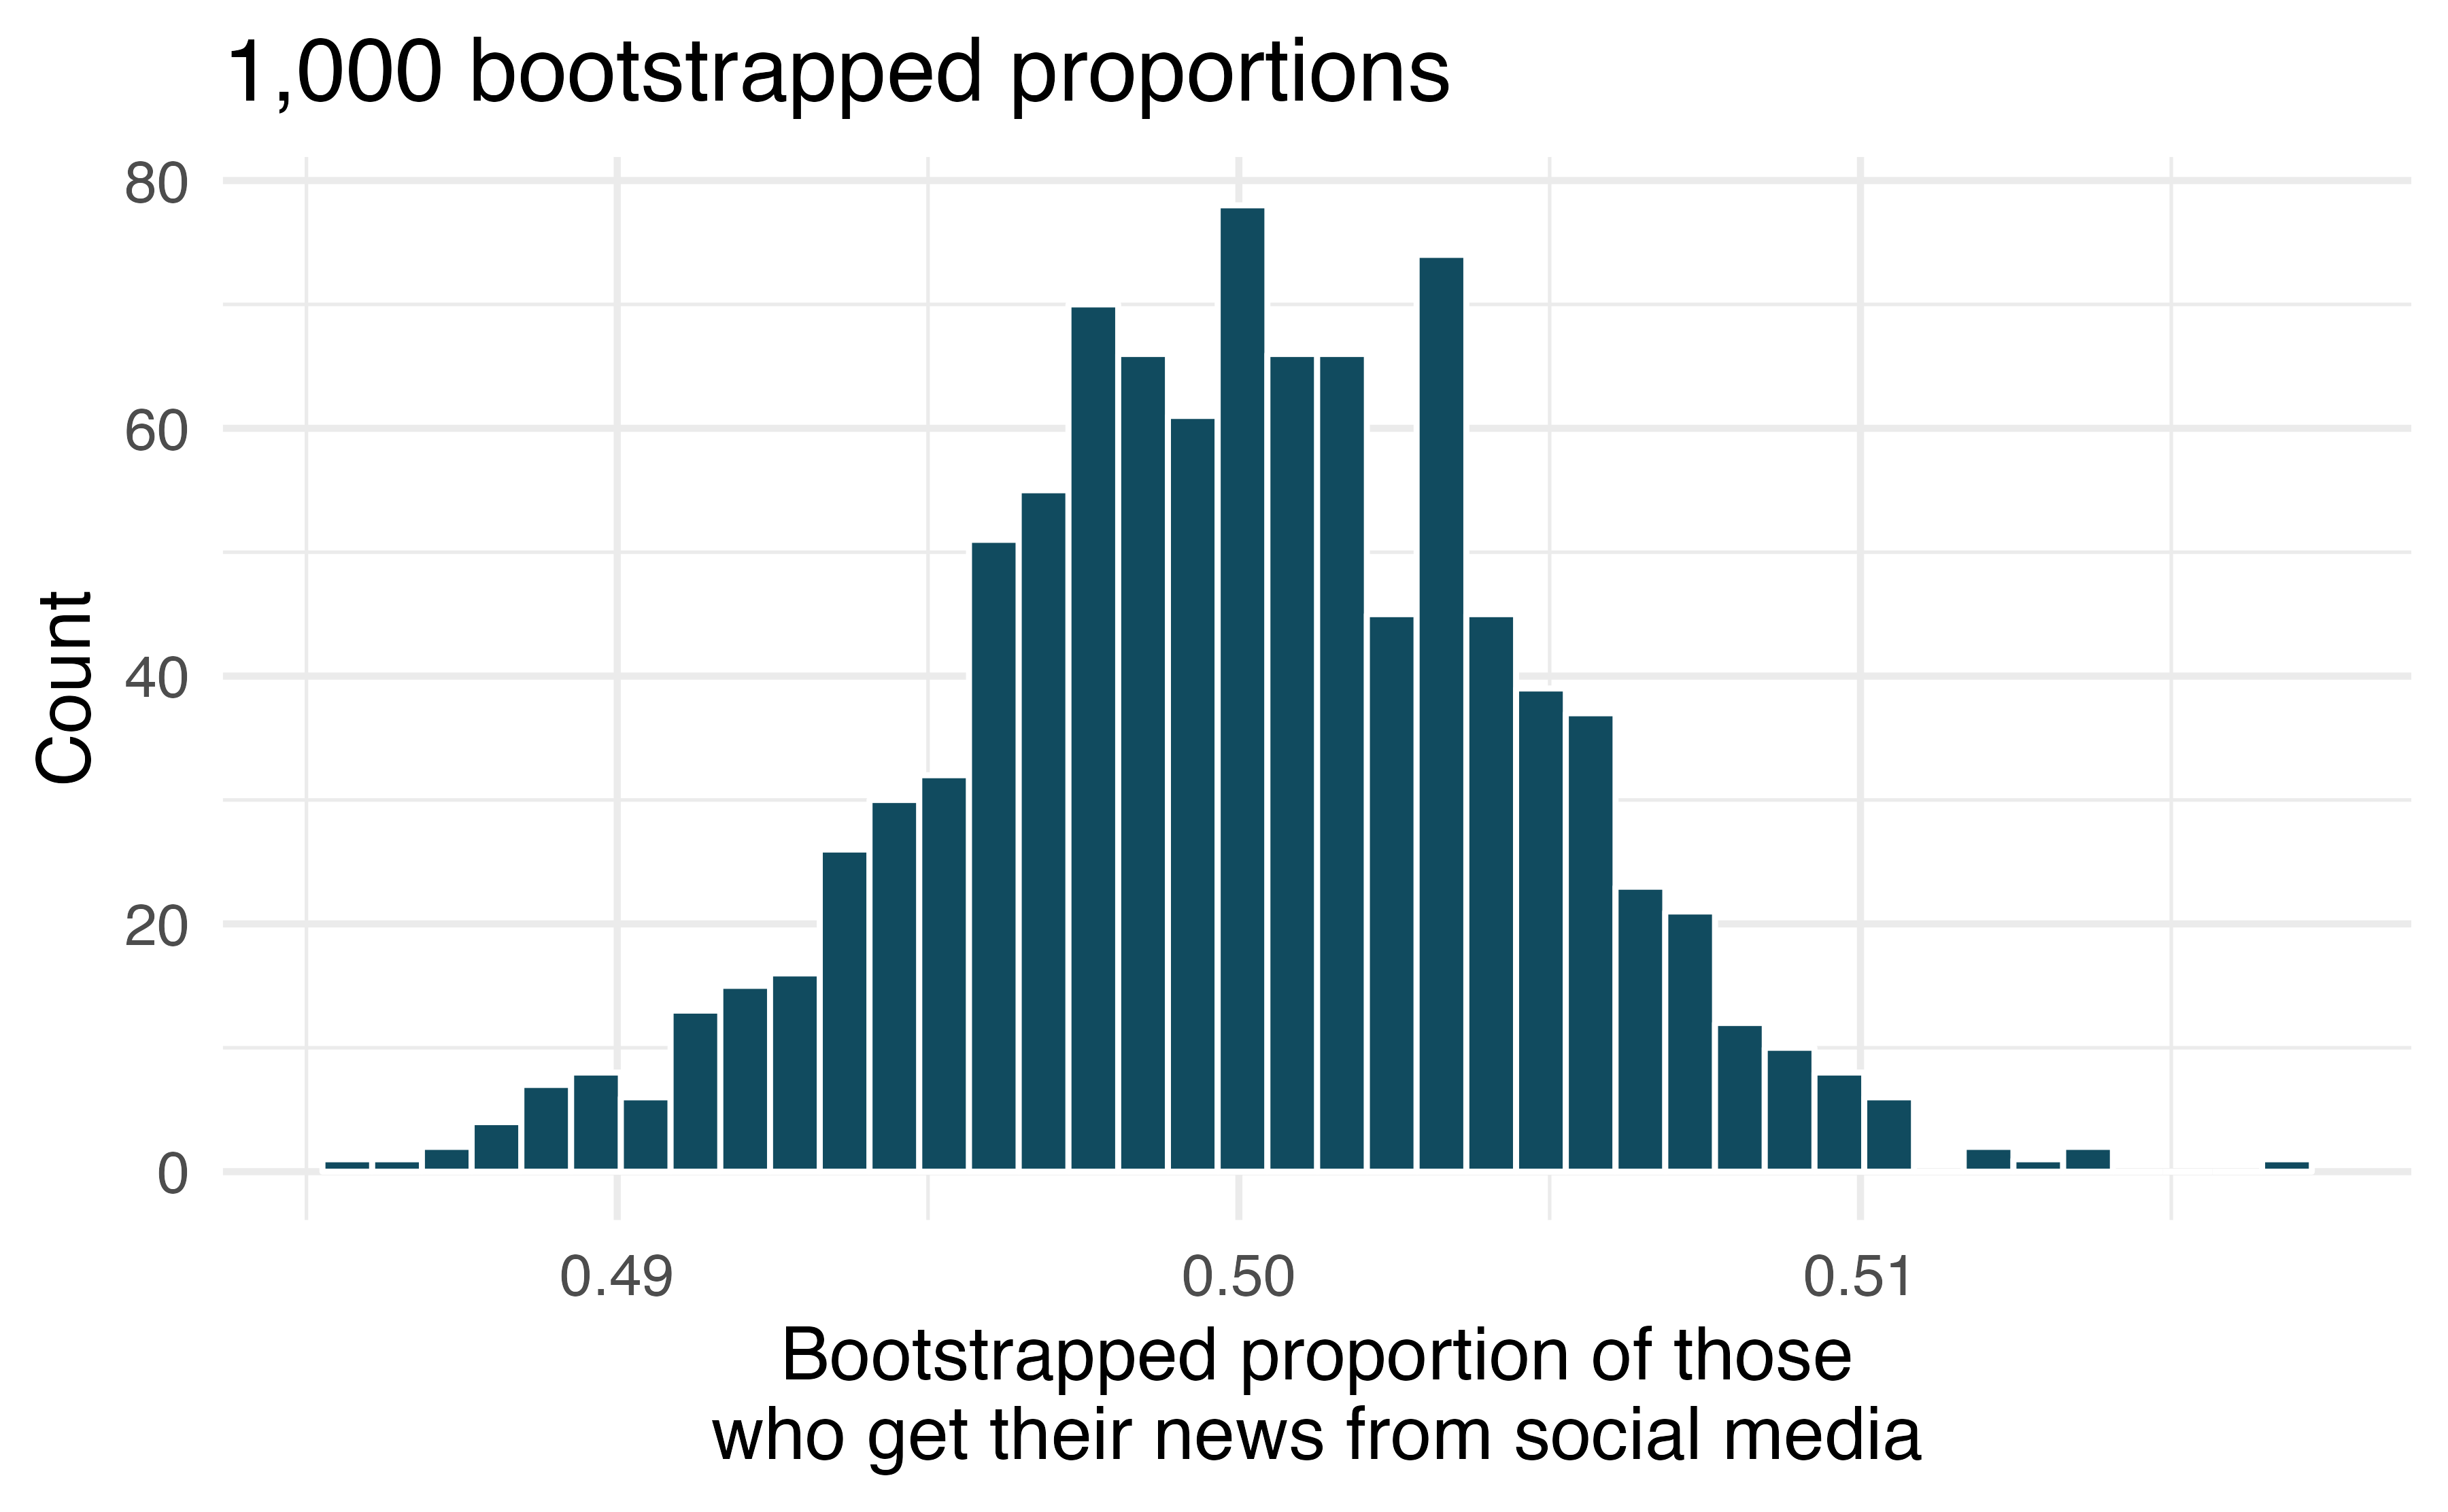 1,000 bootstrapped proportions
80
60
40
20
0
Count
0.49 0.50 0.51
Bootstrapped proportion of those
who get their news from social media